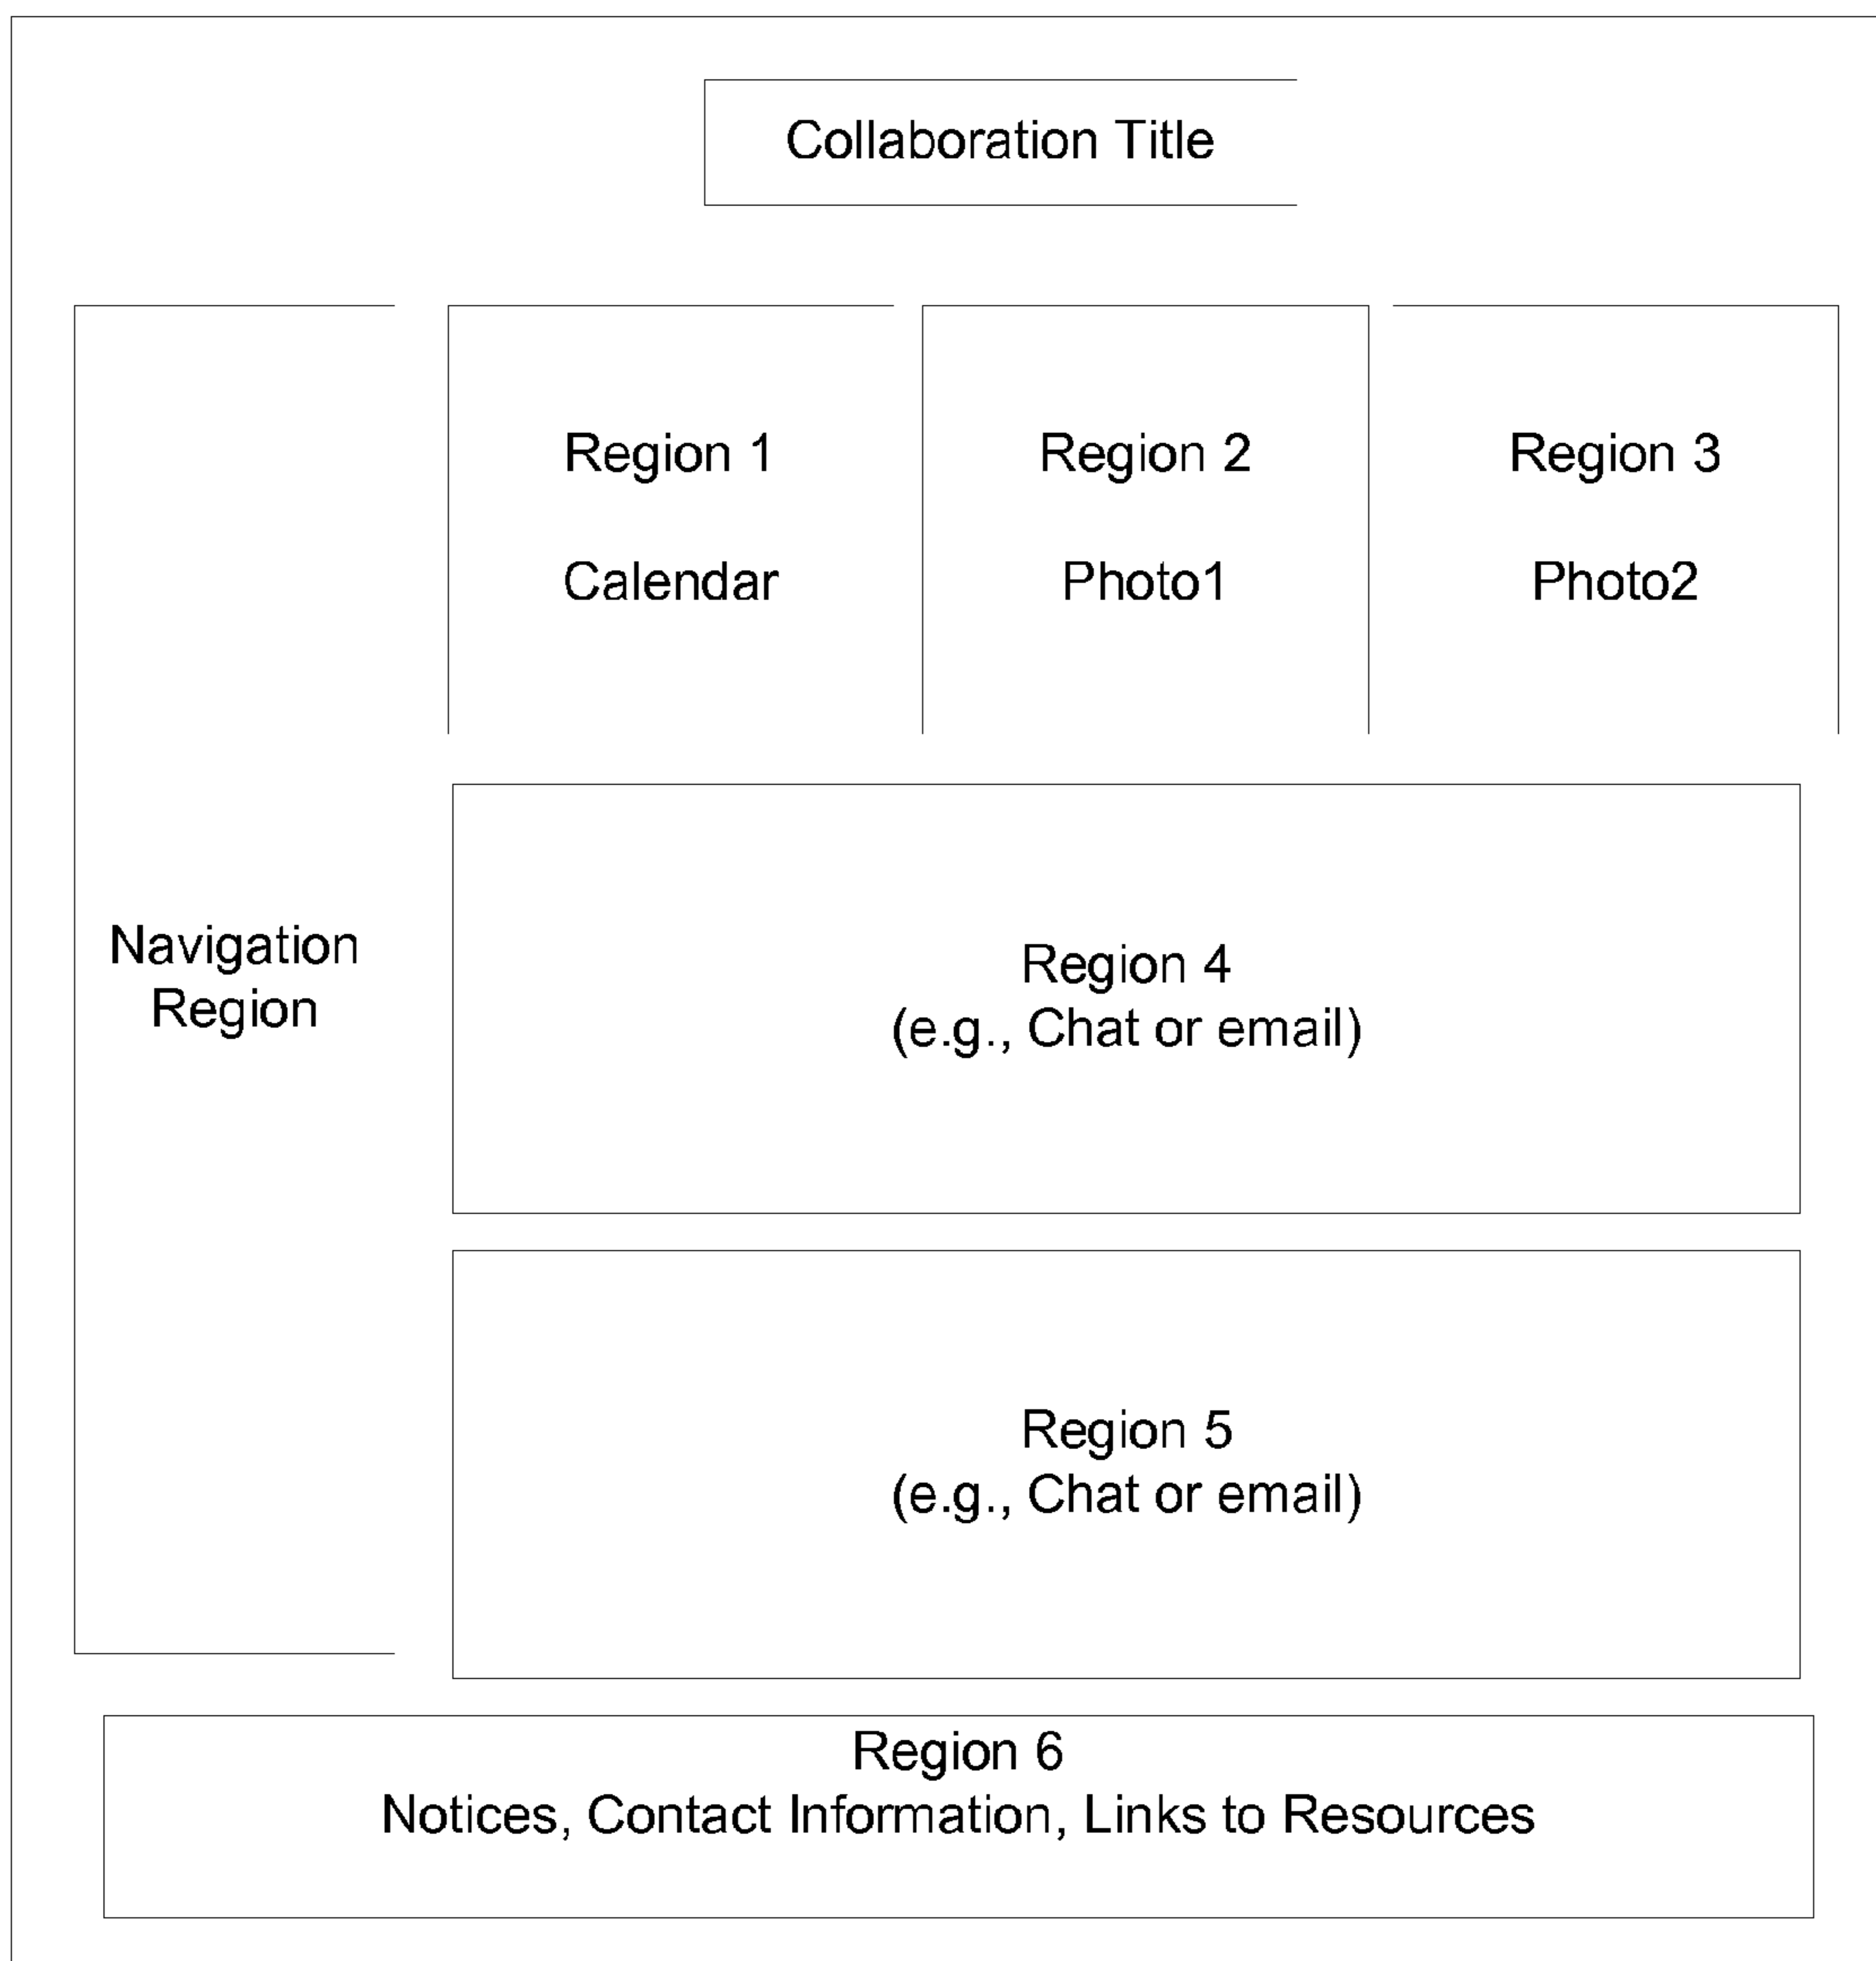 Collaboration Title
Region 1
Calendar
Region 2
Photo1
Region 3
Photo2
Navigation
Region
Region 4
(e.g., Chat or email)
Region 5
(e.g., Chat or email)
Region 6
Notices, Contact Information, Links to Resources